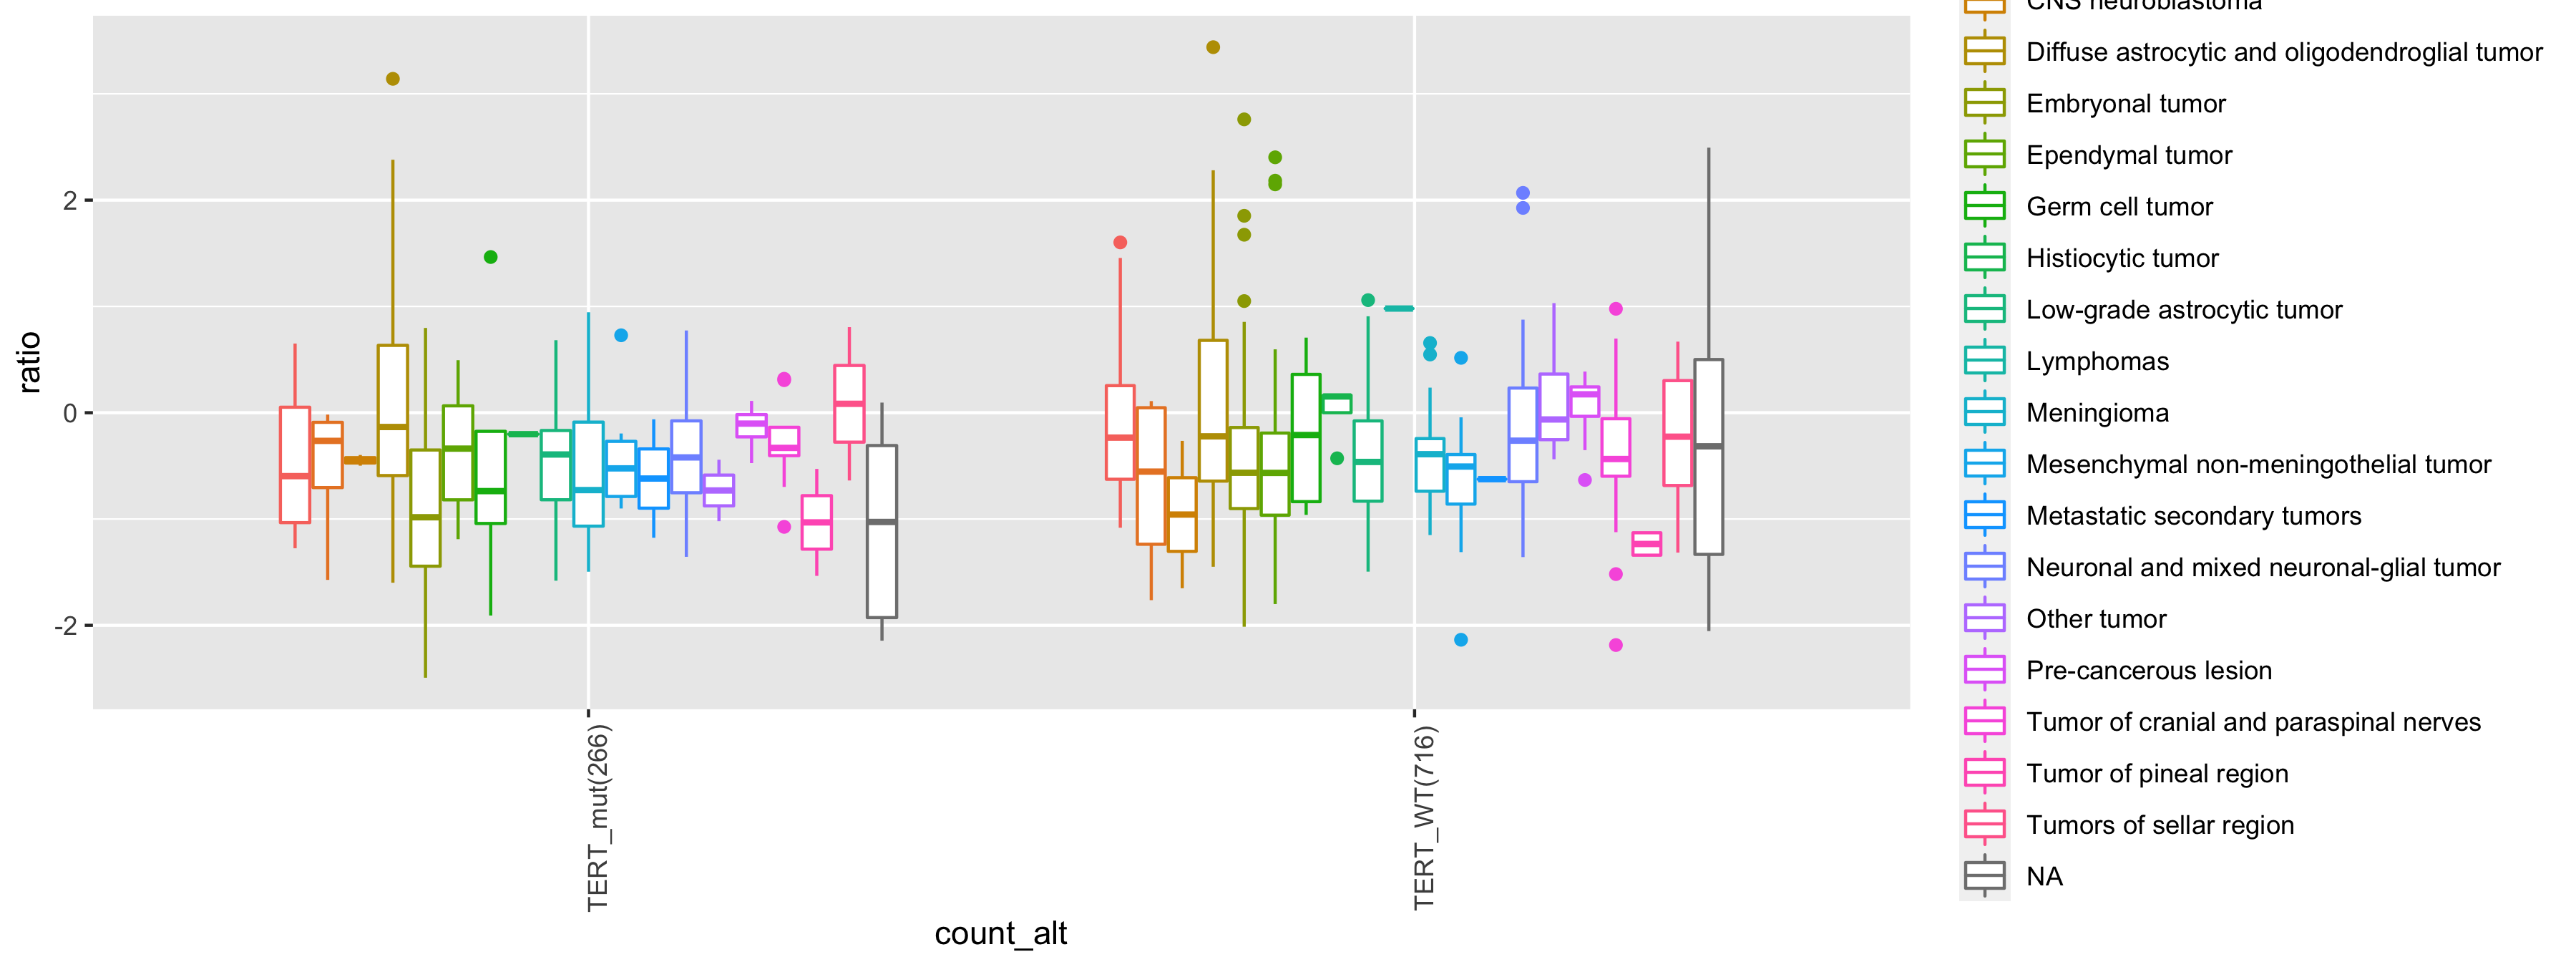 ratio
2
0
-2
TERT_mut(266)
TERT_WT(716)
count_alt
CNS neuroblastoma
Diffuse astrocytic and oligodendroglial tumor
Embryonal tumor
Ependymal tumor
Germ cell tumor
Histiocytic tumor
Low-grade astrocytic tumor
Lymphomas
Meningioma
Mesenchymal non-meningothelial tumor
Metastatic secondary tumors
Neuronal and mixed neuronal-glial tumor
Other tumor
Pre-cancerous lesion
Tumor of cranial and paraspinal nerves
Tumor of pineal region
Tumors of sellar region
NA